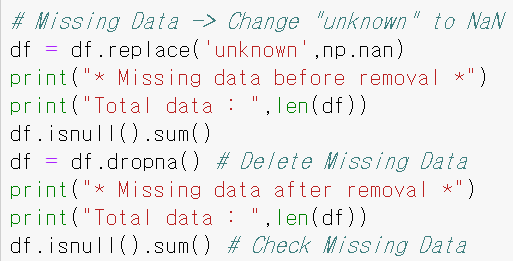 # Missing Data -> Change "unknown" to NaN
df = df.replace('unknown',np.nan)
print("* Missing data before removal *")
print("Total data : ",len(df))
df.isnull().sum()
df = df.dropna() # Delete Missing Data
print("* Missing data after removal *")
print("Total data : ",len(df))
df.isnull().sum() # Check Missing Data